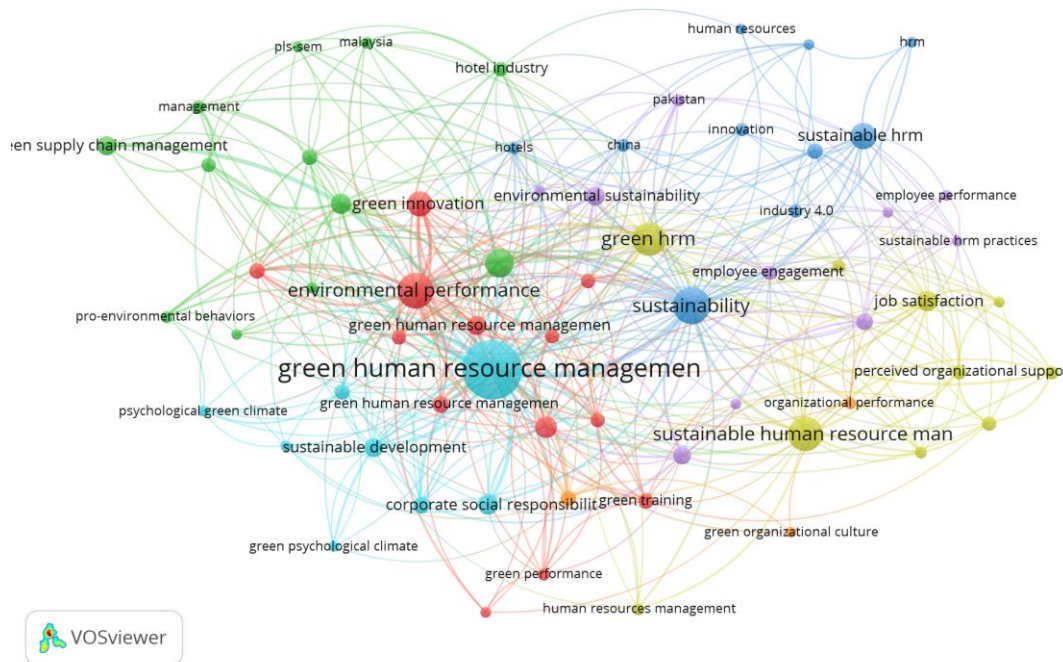 human resources
hrm
malaysia
pls-sem
hotel industry
pakistan
management
innovation
sustainable hrm
een supply chain management
hotels
china
environmental sustainability
employee performance
green innovation
industry 4.0
green hrm
sustainable hrm practices
employee engagement
environmental performance
job satisfaction
sustainability
pro-environmental behaviors
green human resource managemen
green human resource managemen
perceived organizational suppo
green human resource managemen
organizational performance
psychological green climate
sustainable human resource man
sustainable development
corporate social responsibilit
green training
green organizational culture
green psychological climate
green performance
human resources management
VOSviewer